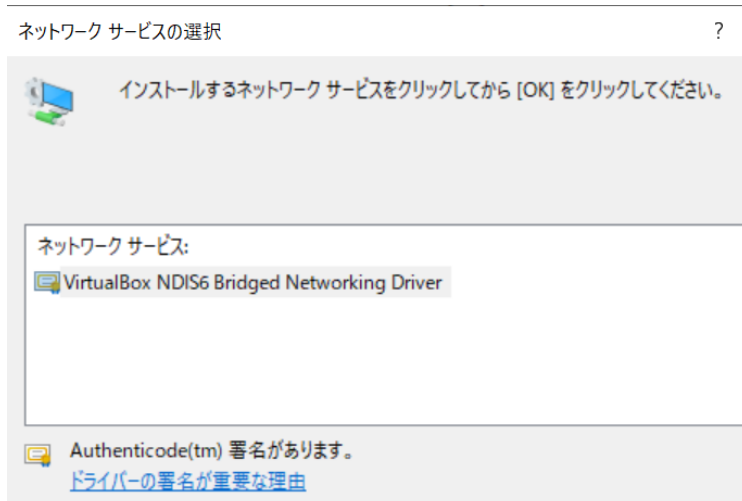 ネットワーク サービスの選択 ?
インストールするネットワーク サービスをクリックしてから [OK] をクリックしてください。
ネットワーク サービス:
VirtualBox NDIS6 Bridged Networking Driver
Authenticode(tm) 署名があります。
ドライバーの署名が重要な理由